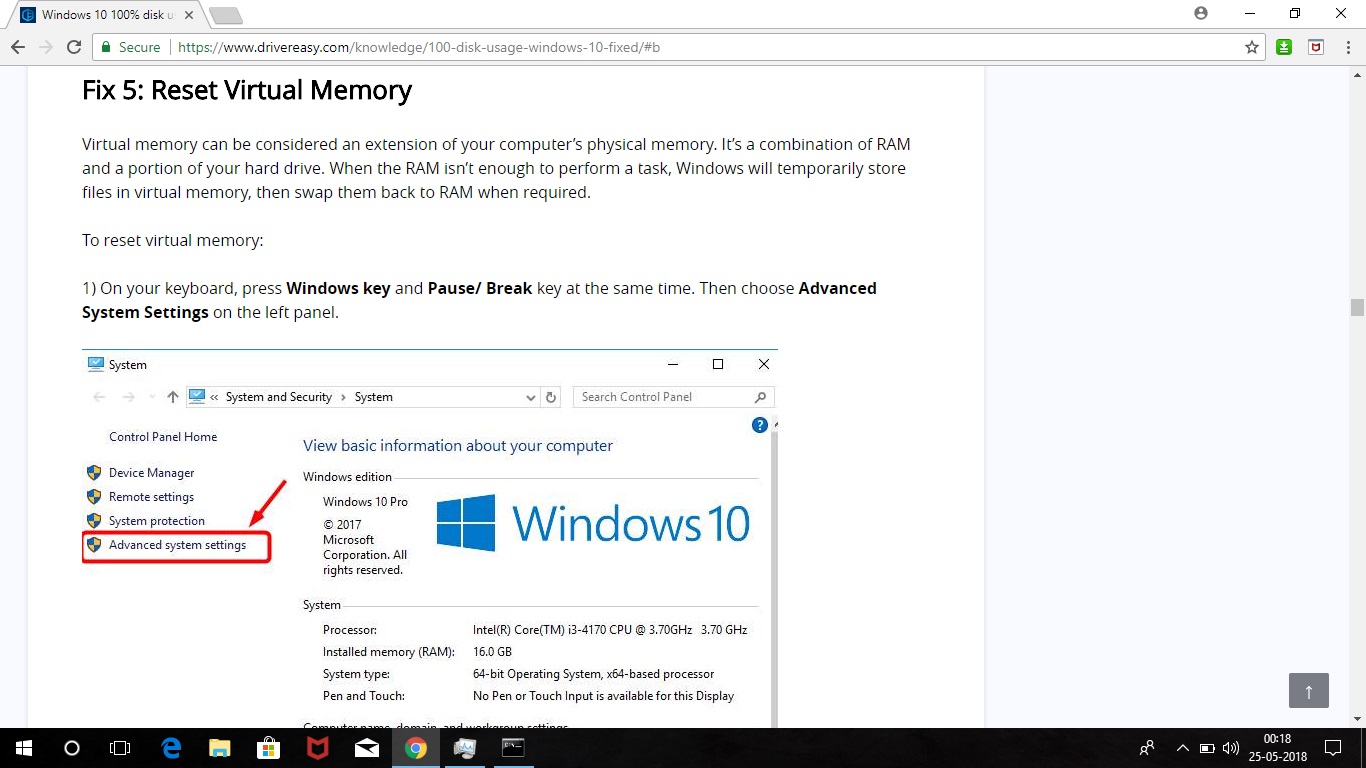 Windows 10 100% disk u
Secure
https://www.drivereasy.com/knowledge/100-disk-usage-windows-10-fixed/#b
Fix 5: Reset Virtual Memory
Virtual memory can be considered an extension of your computer’s physical memory. It’s a combination of RAM
and a portion of your hard drive. When the RAM isn’t enough to perform a task, Windows will temporarily store
files in virtual memory, then swap them back to RAM when required.
To reset virtual memory:
1) On your keyboard, press Windows key and Pause/ Break key at the same time. Then choose Advanced
System Settings on the left panel.
System
« System and Security › System
Search Control Panel
Control Panel Home
Device Manager
Remote settings
System protection
Advanced system settings
View basic information about your computer
Windows edition
Windows 10 Pro
© 2017
Microsoft
Corporation. All
rights reserved.
Windows 10
System
Processor: Intel(R) Core(TM) i3-4170 CPU @ 3.70GHz 3.70 GHz
Installed memory (RAM): 16.0 GB
System type: 64-bit Operating System, x64-based processor
Pen and Touch: No Pen or Touch Input is available for this Display
Computer name, domain, and workgroup settings
00:18
25-05-2018